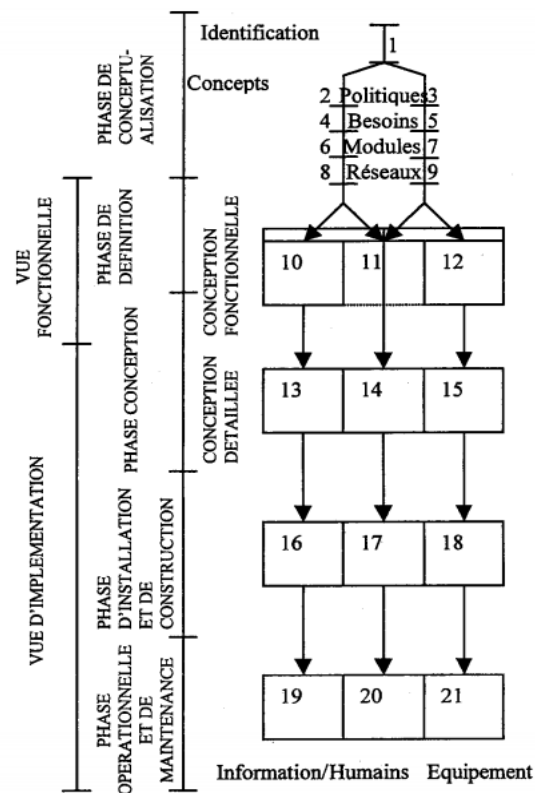 Identification
1
Concepts
2 Politiques 3
4 Besoins 5
6 Modules 7
8 Réseaux 9
PHASE DE
CONCEPTU-
ALISATION
VUE
FONCTIONNELLE
PHASE DE
DEFINITION
CONCEPTION
FONCTIONNELLE
10 11 12
PHASE CONCEPTION
CONCEPTION
DETAILLEE
13 14 15
VUE D'IMPLEMENTATION
PHASE
D'INSTALLATION
ET DE
CONSTRUCTION
16 17 18
PHASE
OPERATIONNELLE
ET DE
MAINTENANCE
19 20 21
Information/Humains Equipement